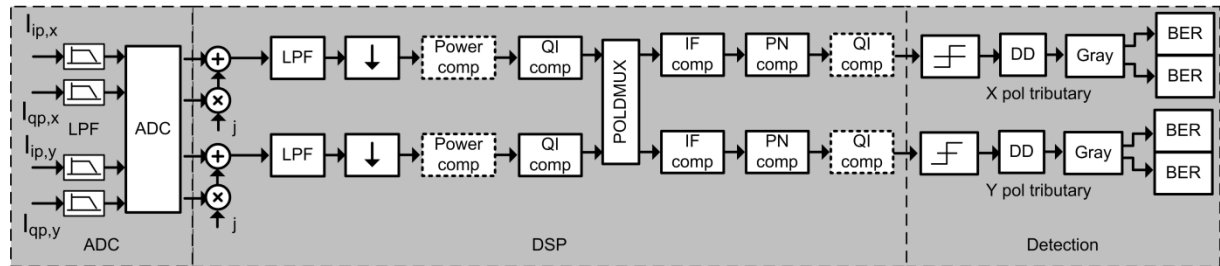 I_ip,x
I_qp,x
LPF
I_ip,y
I_qp,y
ADC
ADC
j
j
LPF
↓
Power
comp
QI
comp
LPF
↓
Power
comp
QI
comp
POLDMUX
IF
comp
PN
comp
QI
comp
IF
comp
PN
comp
QI
comp
DSP
DD
Gray
BER
BER
X pol tributary
DD
Gray
BER
BER
Y pol tributary
Detection